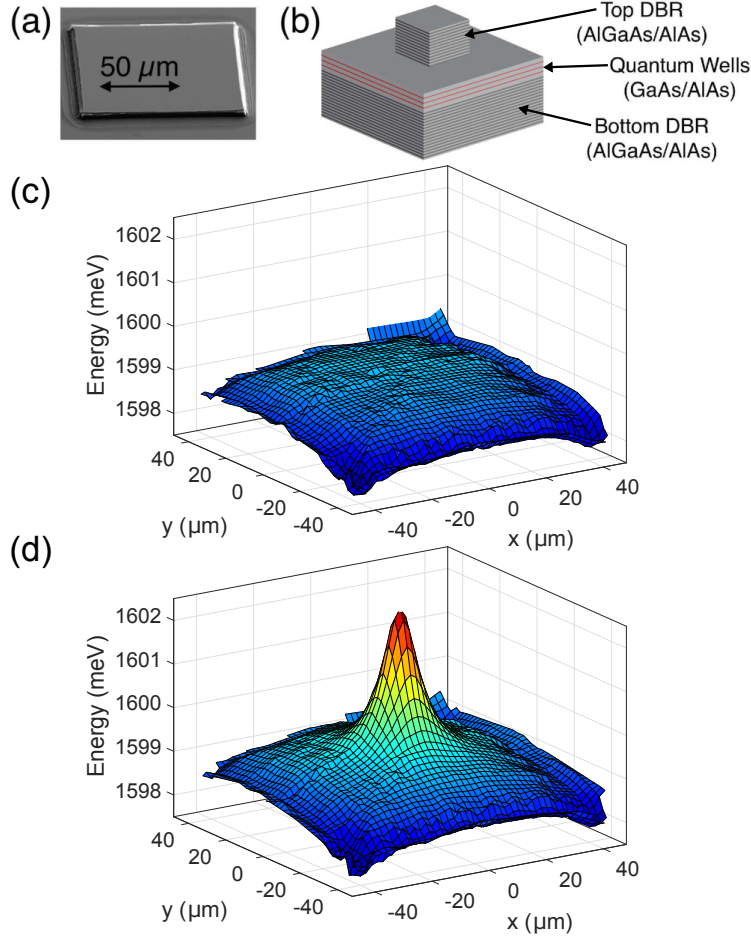 (a)
50 µm
(b)
Top DBR
(AlGaAs/AlAs)
Quantum Wells
(GaAs/AlAs)
Bottom DBR
(AlGaAs/AlAs)
(c)
1602
1601
1600
1599
1598
Energy (meV)
40
20
0
-20
-40
y (µm)
-40
-20
0
20
40
x (µm)
(d)
1602
1601
1600
1599
1598
Energy (meV)
40
20
0
-20
-40
y (µm)
-40
-20
0
20
40
x (µm)